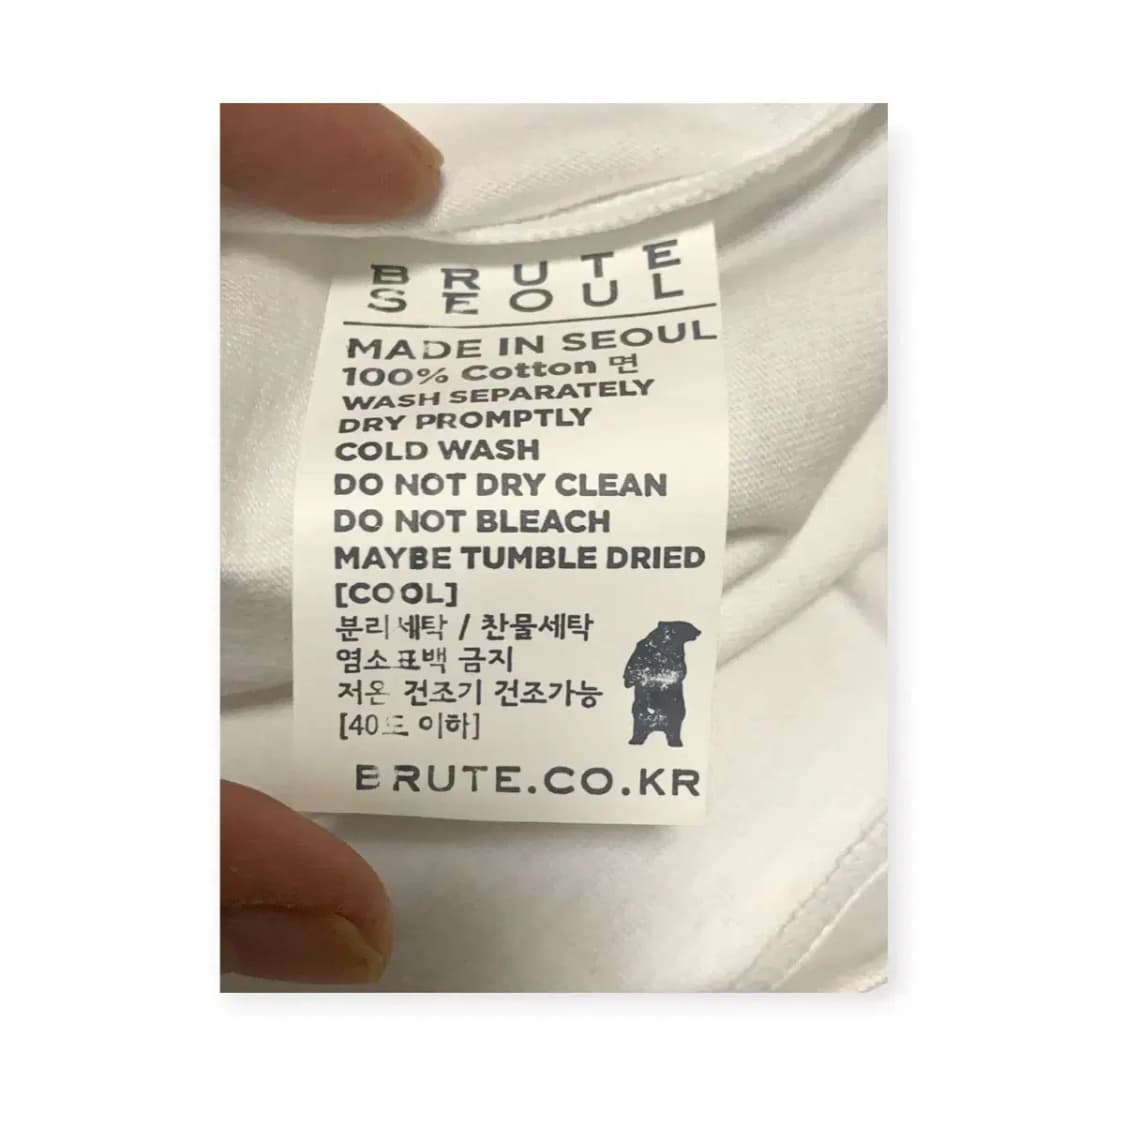 BRUTE
SEOUL
MADE IN SEOUL
100% Cotton 면
WASH SEPARATELY
DRY PROMPTLY
COLD WASH
DO NOT DRY CLEAN
DO NOT BLEACH
MAYBE TUMBLE DRIED
[COOL]
분리세탁 / 찬물세탁
염소표백 금지
저온 건조기 건조가능
[40도 이하]
BRUTE.CO.KR